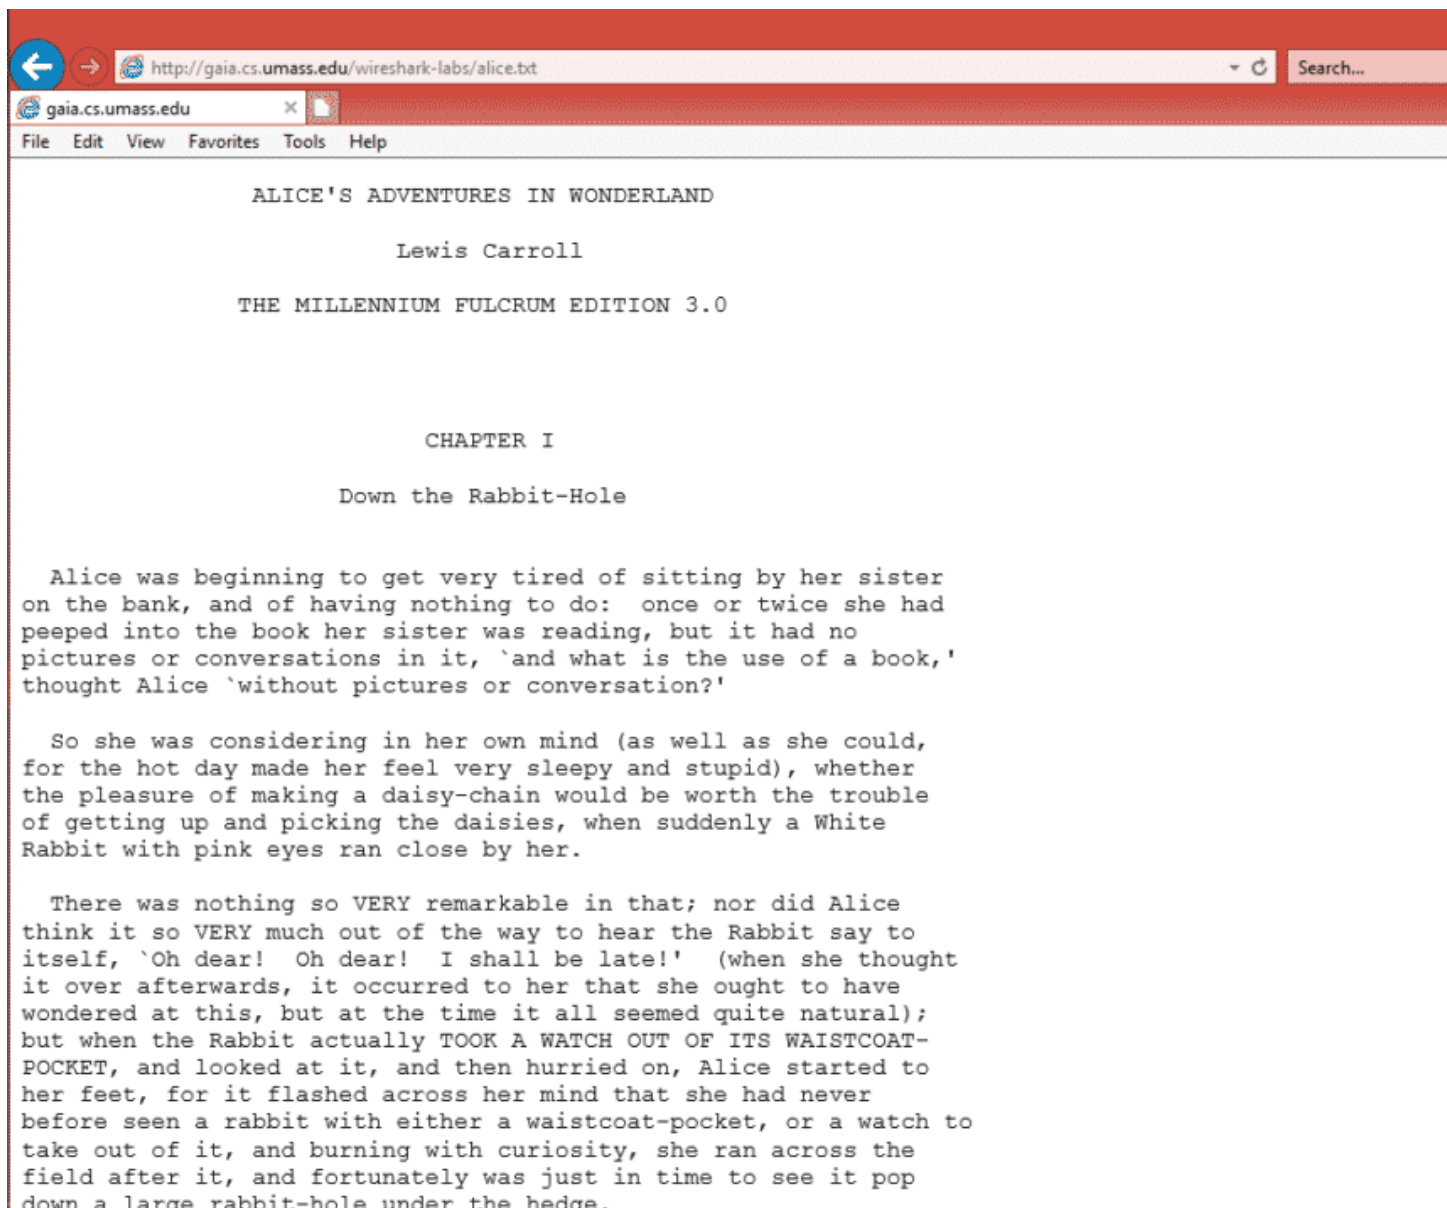 http://gaia.cs.umass.edu/wireshark-labs/alice.txt
Search...
gaia.cs.umass.edu
File Edit View Favorites Tools Help
ALICE'S ADVENTURES IN WONDERLAND
Lewis Carroll
THE MILLENNIUM FULCRUM EDITION 3.0
CHAPTER I
Down the Rabbit-Hole
Alice was beginning to get very tired of sitting by her sister
on the bank, and of having nothing to do:  once or twice she had
peeped into the book her sister was reading, but it had no
pictures or conversations in it, `and what is the use of a book,'
thought Alice `without pictures or conversation?'
So she was considering in her own mind (as well as she could,
for the hot day made her feel very sleepy and stupid), whether
the pleasure of making a daisy-chain would be worth the trouble
of getting up and picking the daisies, when suddenly a White
Rabbit with pink eyes ran close by her.
There was nothing so VERY remarkable in that; nor did Alice
think it so VERY much out of the way to hear the Rabbit say to
itself, `Oh dear!  Oh dear!  I shall be late!'  (when she thought
it over afterwards, it occurred to her that she ought to have
wondered at this, but at the time it all seemed quite natural);
but when the Rabbit actually TOOK A WATCH OUT OF ITS WAISTCOAT-
POCKET, and looked at it, and then hurried on, Alice started to
her feet, for it flashed across her mind that she had never
before seen a rabbit with either a waistcoat-pocket, or a watch to
take out of it, and burning with curiosity, she ran across the
field after it, and fortunately was just in time to see it pop
down a large rabbit-hole under the hedge.